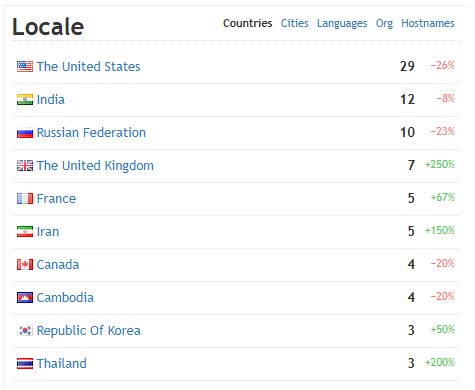 Locale Countries Cities Languages Org Hostnames
The United States 29 −26%
India 12 −8%
Russian Federation 10 −23%
The United Kingdom 7 +250%
France 5 +67%
Iran 5 +150%
Canada 4 −20%
Cambodia 4 −20%
Republic Of Korea 3 +50%
Thailand 3 +200%